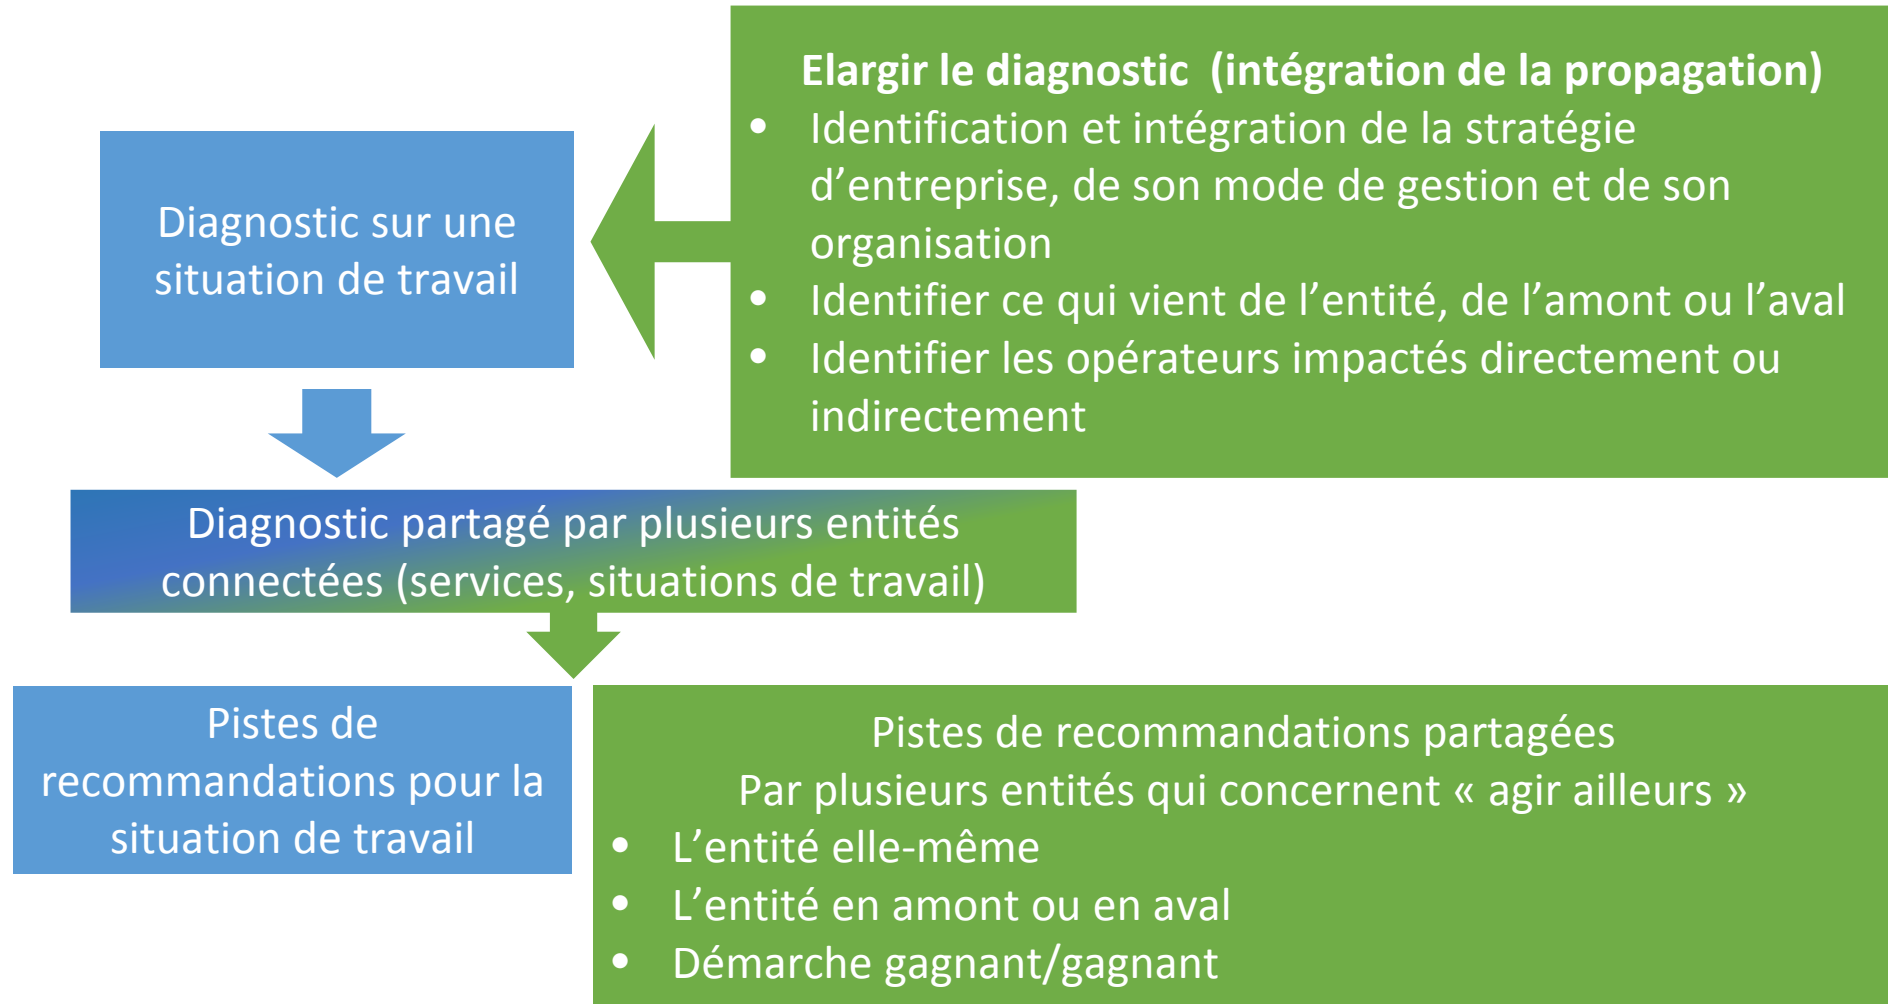 Elargir le diagnostic (intégration de la propagation)
• Identification et intégration de la stratégie
d’entreprise, de son mode de gestion et de son
organisation
• Identifier ce qui vient de l’entité, de l’amont ou l’aval
• Identifier les opérateurs impactés directement ou
indirectement
Diagnostic sur une
situation de travail
Diagnostic partagé par plusieurs entités
connectées (services, situations de travail)
Pistes de
recommandations pour la
situation de travail
Pistes de recommandations partagées
Par plusieurs entités qui concernent « agir ailleurs »
• L’entité elle-même
• L’entité en amont ou en aval
• Démarche gagnant/gagnant